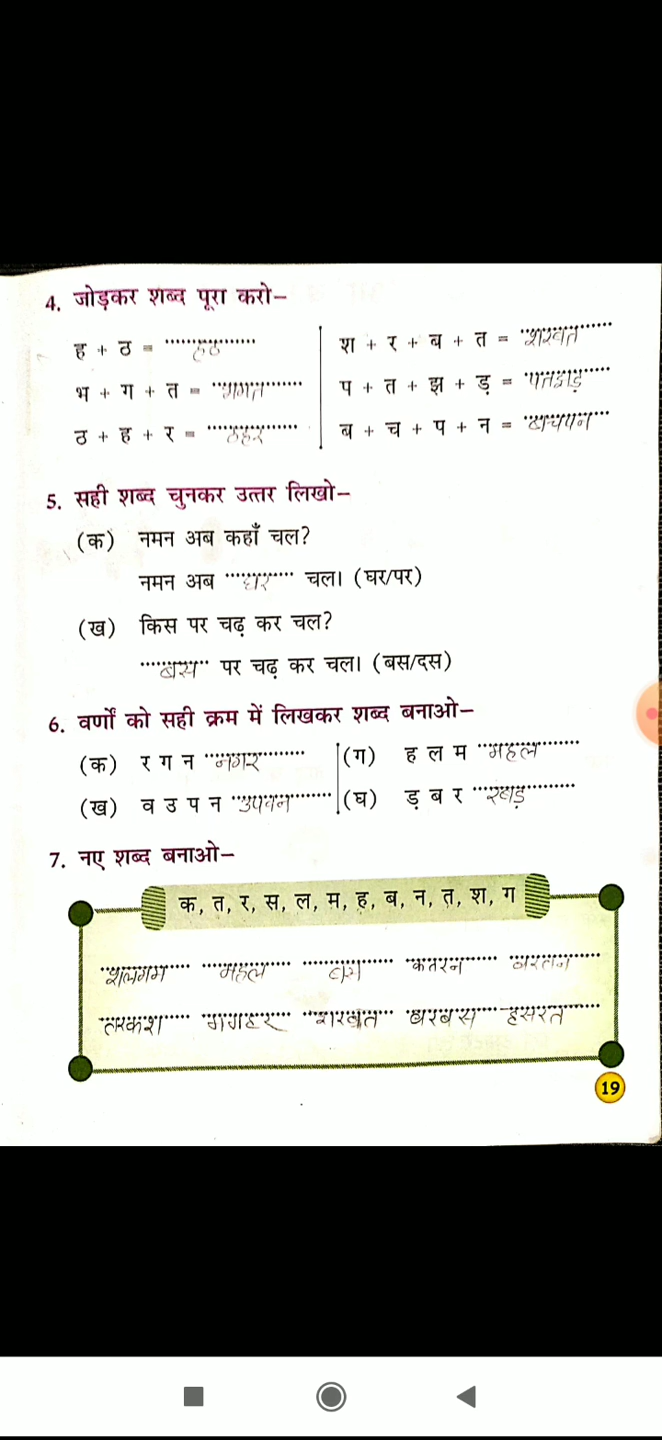 4. जोड़कर शब्द पूरा करो–
ह + ठ = हठ
श + र + ब + त = शरबत
भ + ग + त = भगत
प + त + झ + ड़ = पतझड़
ठ + ह + र = ठहर
ब + च + प + न = बचपन
5. सही शब्द चुनकर उत्तर लिखो–
(क) नमन अब कहाँ चल?
नमन अब घर चल। (घर/पर)
(ख) किस पर चढ़ कर चल?
बस पर चढ़ कर चल। (बस/दस)
6. वर्णों को सही क्रम में लिखकर शब्द बनाओ–
(क) र ग न नगर (ग) ह ल म महल
(ख) व उ प न उपवन (घ) ड़ ब र रबड़
7. नए शब्द बनाओ–
क, त, र, स, ल, म, ह, ब, न, त, श, ग
शलगम महल कतरन बरतन
तरकश शरबत बरबस हसरत
19